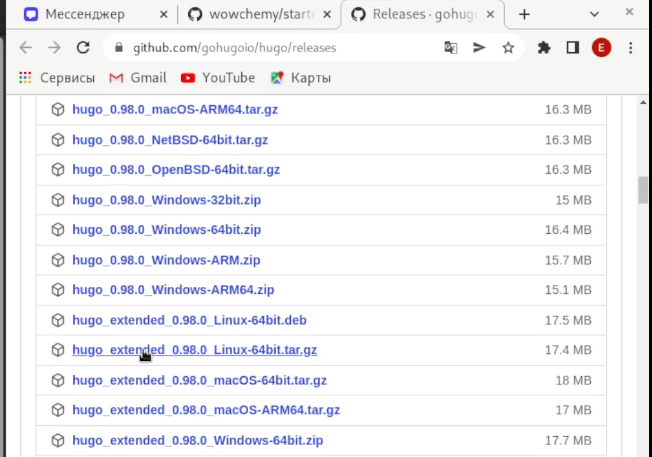 Мессенджер
wowchemy/starte
Releases · gohugo
github.com/gohugoio/hugo/releases
E
Сервисы
Gmail
YouTube
Карты
hugo_0.98.0_macOS-ARM64.tar.gz 16.3 MB
hugo_0.98.0_NetBSD-64bit.tar.gz 16.3 MB
hugo_0.98.0_OpenBSD-64bit.tar.gz 16.3 MB
hugo_0.98.0_Windows-32bit.zip 15 MB
hugo_0.98.0_Windows-64bit.zip 16.4 MB
hugo_0.98.0_Windows-ARM.zip 15.7 MB
hugo_0.98.0_Windows-ARM64.zip 15.1 MB
hugo_extended_0.98.0_Linux-64bit.deb 17.5 MB
hugo_extended_0.98.0_Linux-64bit.tar.gz 17.4 MB
hugo_extended_0.98.0_macOS-64bit.tar.gz 18 MB
hugo_extended_0.98.0_macOS-ARM64.tar.gz 17 MB
hugo_extended_0.98.0_Windows-64bit.zip 17.7 MB